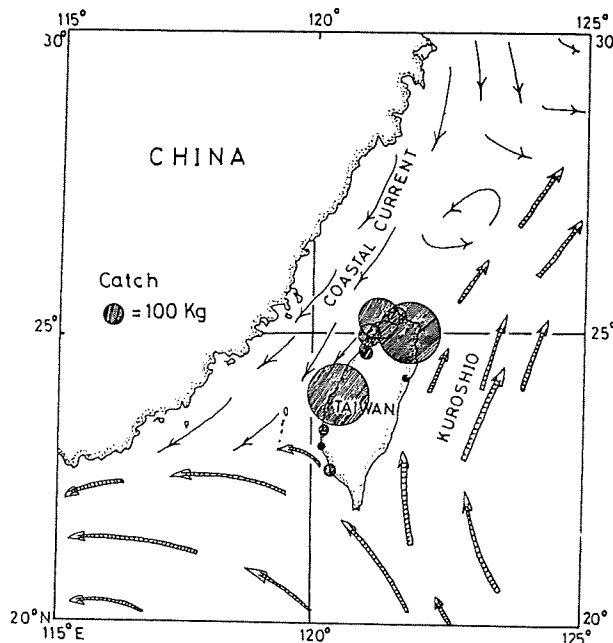 115° 120° 125°
30° 30°
CHINA
COASTAL CURRENT
Catch
= 100 Kg
25° 25°
TAIWAN
KUROSHIO
20°N 20°
115°E 120° 125°